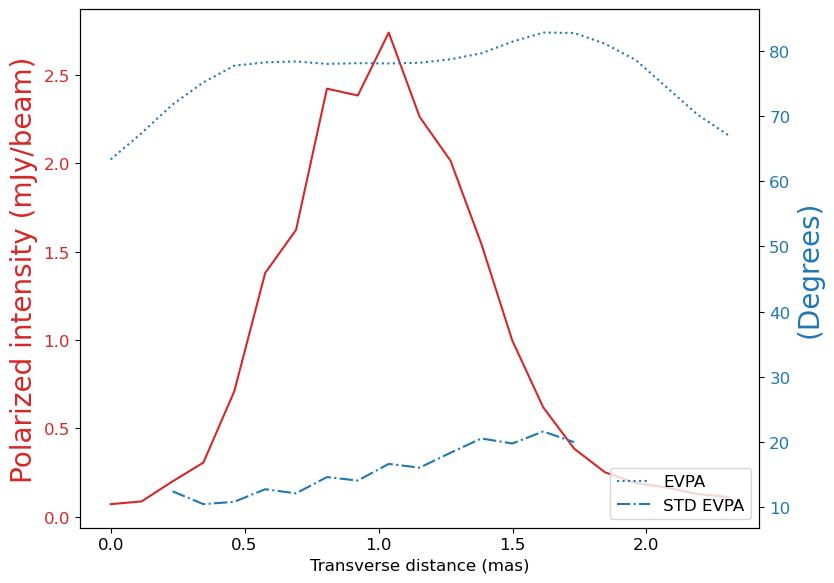 Polarized intensity (mJy/beam)
2.5
2.0
1.5
1.0
0.5
0.0
0.0 0.5 1.0 1.5 2.0
Transverse distance (mas)
80
70
60
50
40
30
20
10
(Degrees)
EVPA
STD EVPA